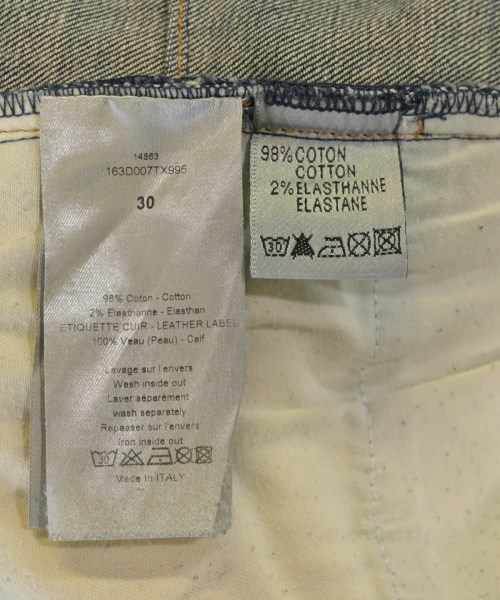 14863
163D007TX995
30
98% Coton - Cotton
2% Elasthanne - Elasthan
ETIQUETTE CUIR - LEATHER LABEL
100% Veau (Peau) - Calf
Lavage sur l'envers
Wash inside out
Laver séparément
wash separately
Repasser sur l'envers
Iron inside out
30
Made in ITALY
98% COTON
COTTON
2% ELASTHANNE
ELASTANE
30